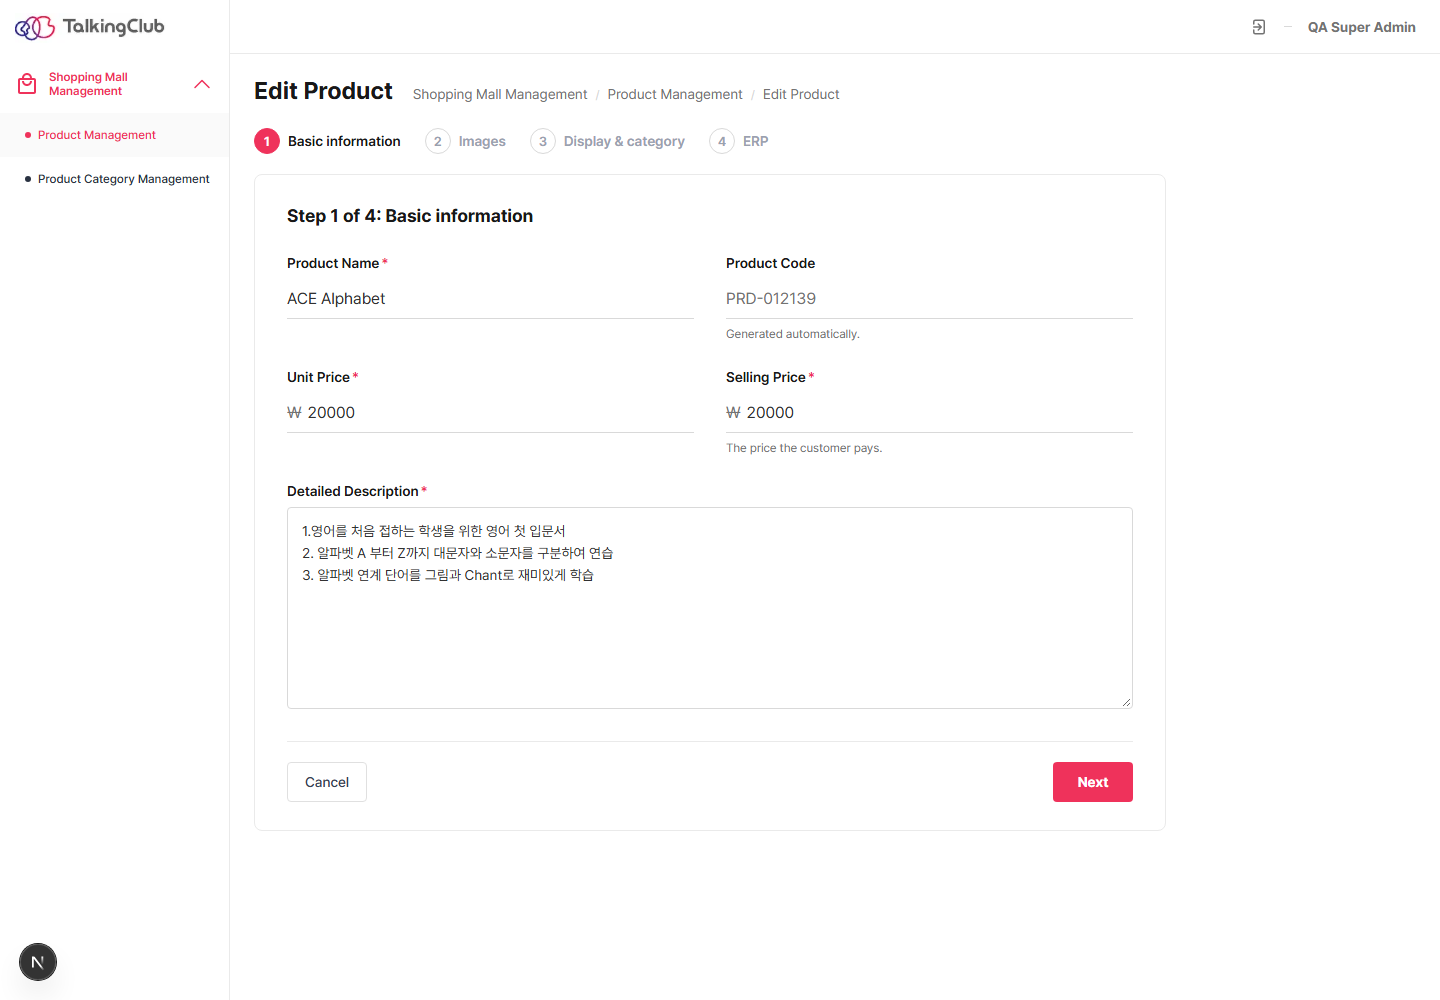 TalkingClub
QA Super Admin
Shopping Mall
Management
Product Management
Product Category Management
Edit Product
Shopping Mall Management / Product Management / Edit Product
1 Basic information
2 Images
3 Display & category
4 ERP
Step 1 of 4: Basic information
Product Name*
ACE Alphabet
Product Code
PRD-012139
Generated automatically.
Unit Price*
₩ 20000
Selling Price*
₩ 20000
The price the customer pays.
Detailed Description*
1.영어를 처음 접하는 학생을 위한 영어 첫 입문서
2. 알파벳 A 부터 Z까지 대문자와 소문자를 구분하여 연습
3. 알파벳 연계 단어를 그림과 Chant로 재미있게 학습
Cancel
Next
N